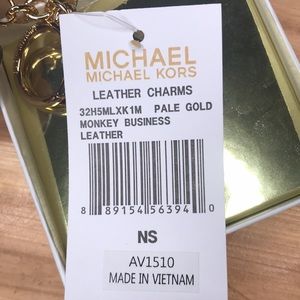 MICHAEL
MICHAEL KORS
LEATHER CHARMS
32H5MLXK1M PALE GOLD
MONKEY BUSINESS
LEATHER
8 89154 56394 0
NS
AV1510
MADE IN VIETNAM